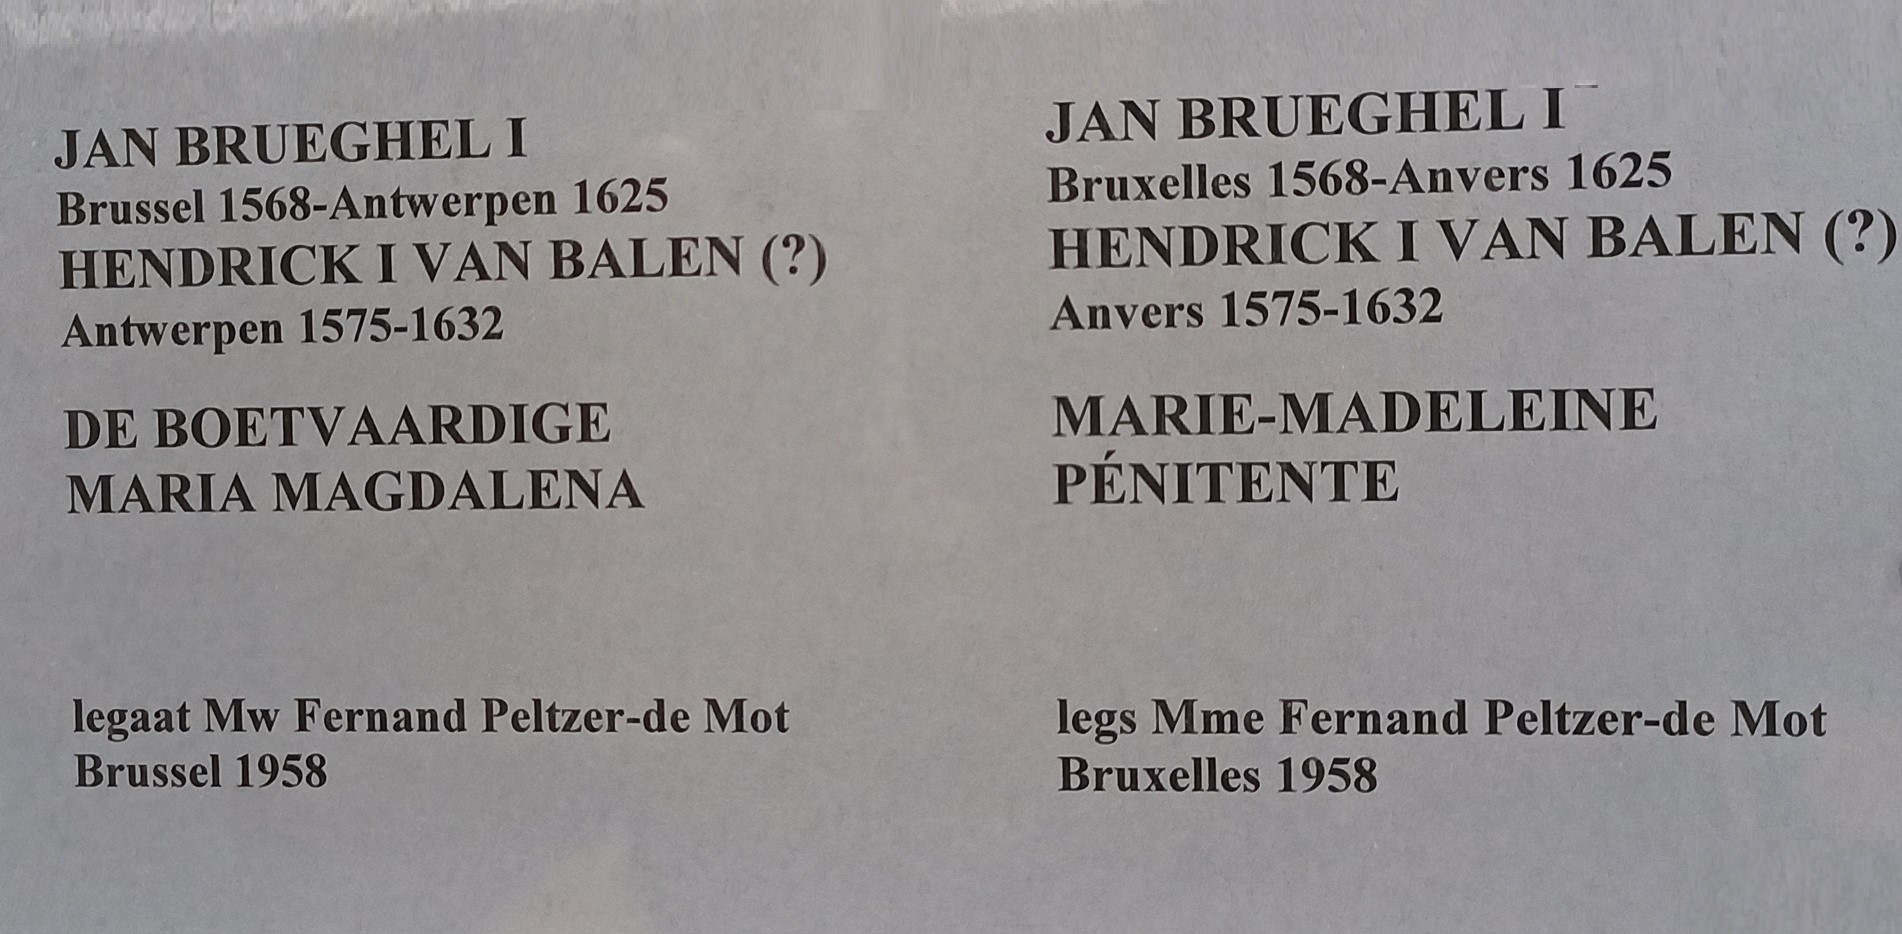 JAN BRUEGHEL I
Brussel 1568-Antwerpen 1625
HENDRICK I VAN BALEN (?)
Antwerpen 1575-1632
DE BOETVAARDIGE
MARIA MAGDALENA
legaat Mw Fernand Peltzer-de Mot
Brussel 1958
JAN BRUEGHEL I
Bruxelles 1568-Anvers 1625
HENDRICK I VAN BALEN (?)
Anvers 1575-1632
MARIE-MADELEINE
PÉNITENTE
legs Mme Fernand Peltzer-de Mot
Bruxelles 1958